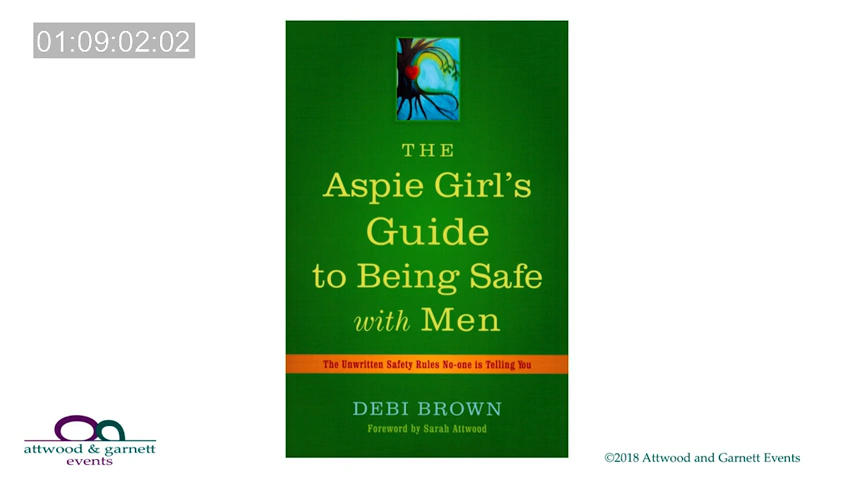 01:09:02:02
THE
Aspie Girl's
Guide
to Being Safe
with Men
The Unwritten Safety Rules No-one is Telling You
DEBI BROWN
Foreword by Sarah Attwood
attwood & garnett
events
©2018 Attwood and Garnett Events